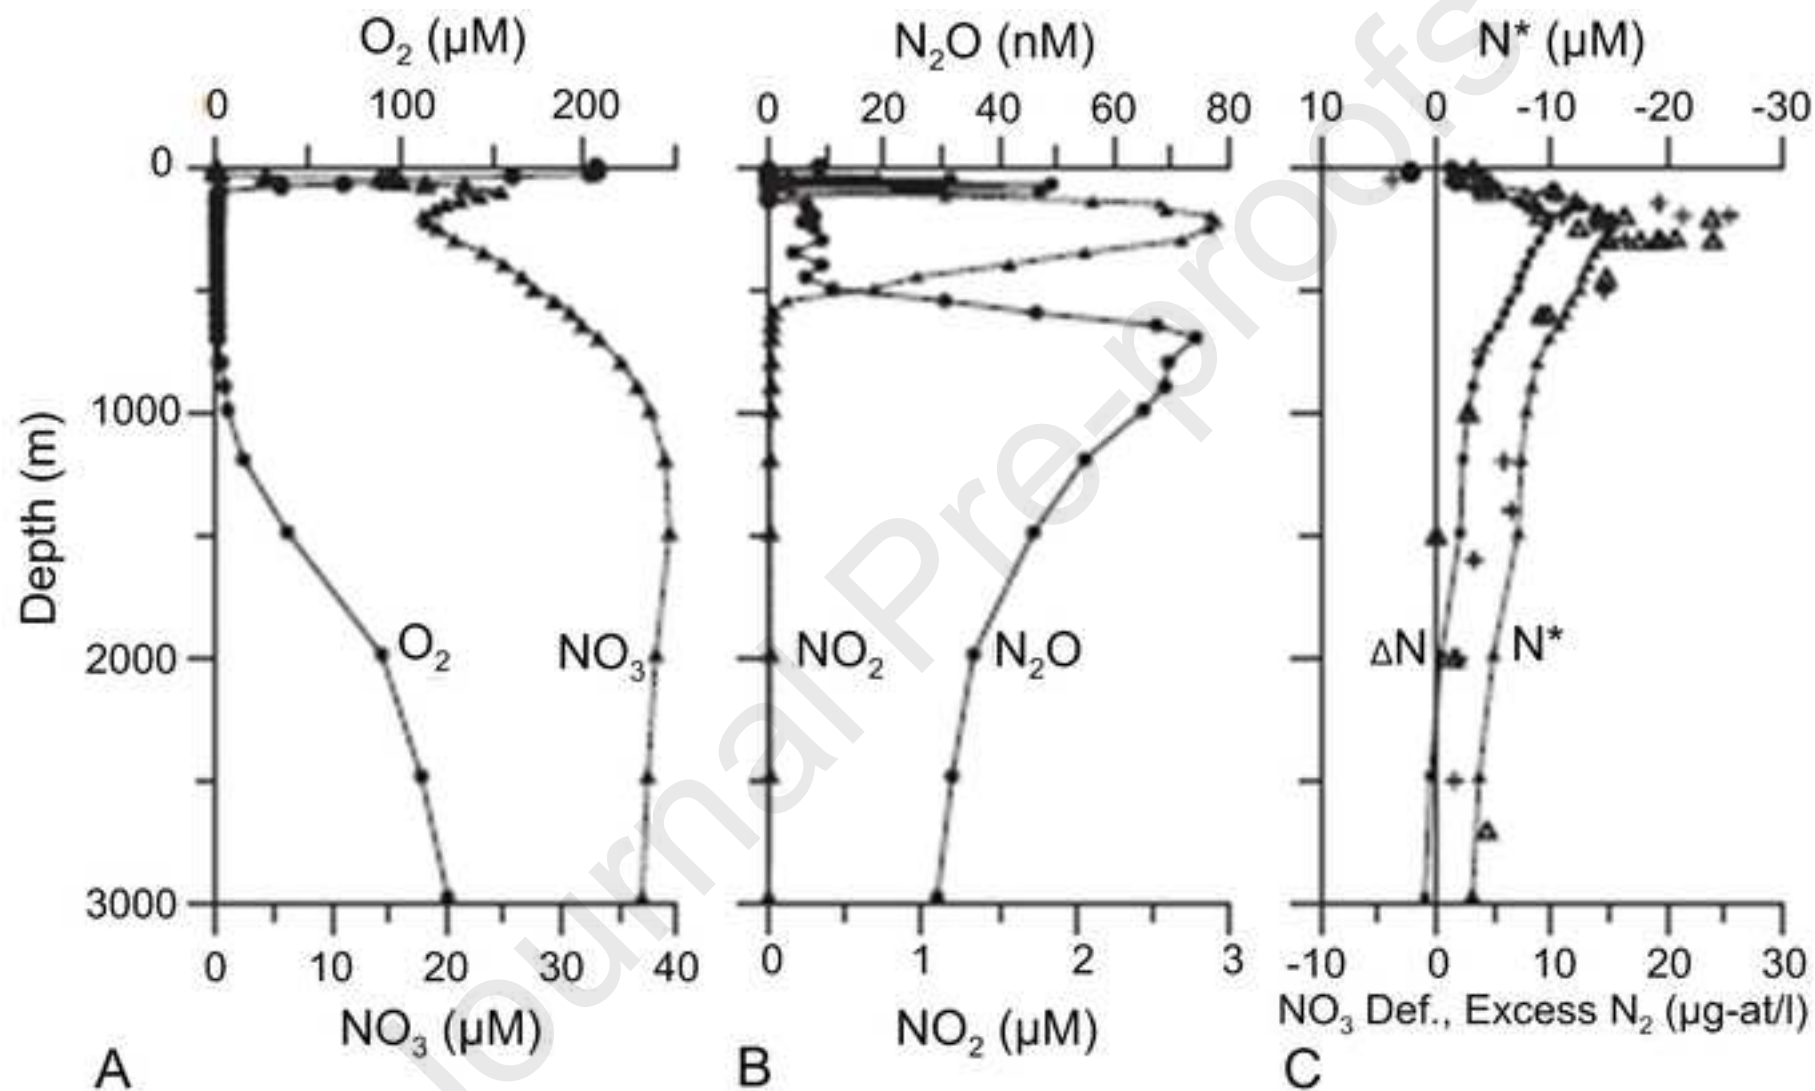 O₂ (µM)
N₂O (nM)
N* (µM)
0 100 200
0 20 40 60 80
10 0 -10 -20 -30
0
1000
2000
3000
Depth (m)
O₂
NO₃
NO₂
N₂O
ΔN
N*
0 10 20 30 40
0 1 2 3
-10 0 10 20 30
NO₃ (µM)
NO₂ (µM)
NO₃ Def., Excess N₂ (µg-at/l)
A
B
C
Journal Pre-proofs